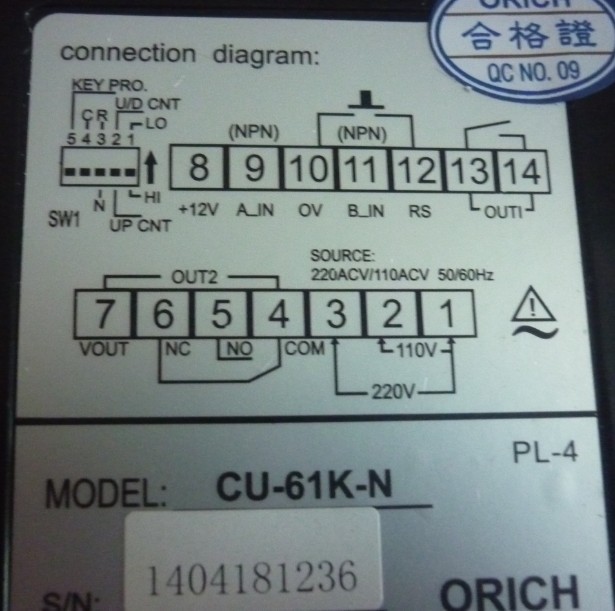 ORICH
合格證
QC NO. 09
connection diagram:
KEY PRO.
U/D CNT
C R
LO
5 4 3 2 1
(NPN) (NPN)
8 9 10 11 12 13 14
N HI
SW1
UP CNT
+12V A_IN OV B_IN RS OUT1
SOURCE:
220ACV/110ACV 50/60Hz
OUT2
7 6 5 4 3 2 1
VOUT NC NO COM 110V
220V
PL-4
MODEL: CU-61K-N
1404181236
S/N:
ORICH